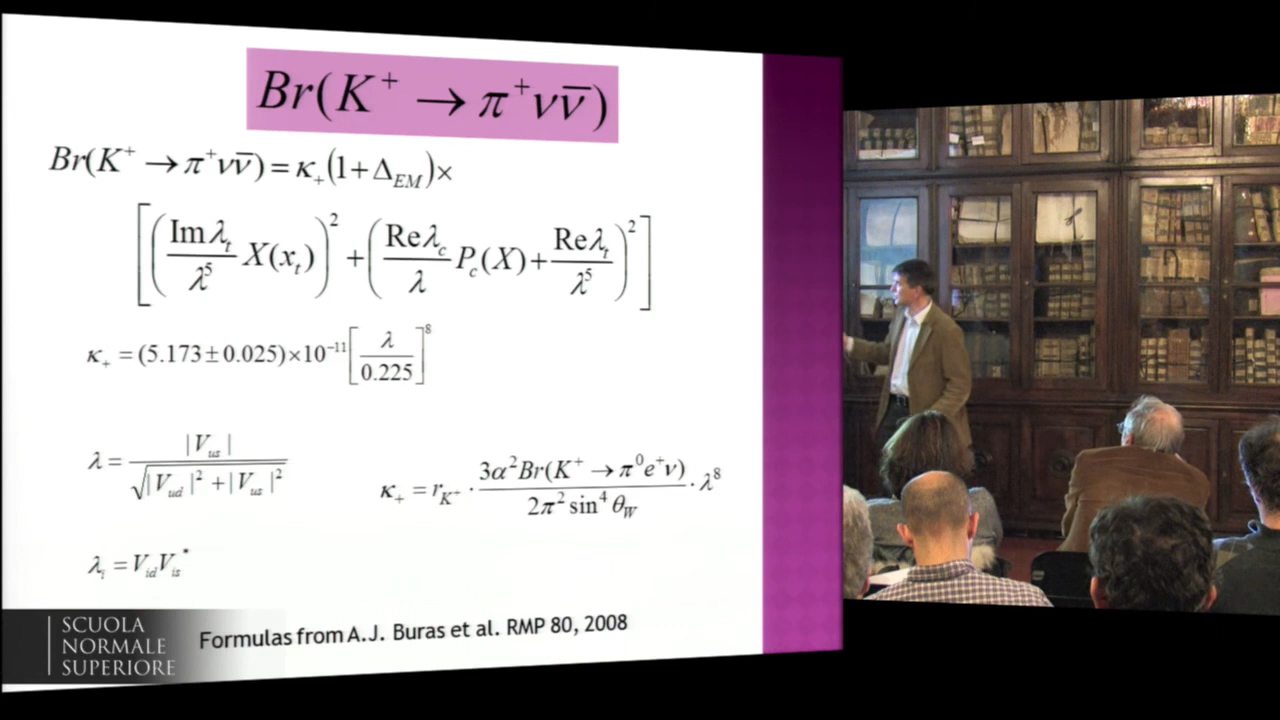 Br(K⁺ → π⁺νν̅)
Br(K⁺ → π⁺νν̅) = κ₊(1+Δ_EM)×
[(Imλ_t/λ⁵ X(x_t))² + (Reλ_c/λ P_c(X) + Reλ_t/λ⁵)²]
κ₊ = (5.173±0.025)×10⁻¹¹[λ/0.225]⁸
λ = |V_us|/√(|V_ud|² + |V_us|²)
κ₊ = r_K⁺ · 3α²Br(K⁺ → π⁰e⁺ν)/(2π² sin⁴ θ_W) · λ⁸
λ_i = V_id V_is*
SCUOLA
NORMALE
SUPERIORE
Formulas from A.J. Buras et al. RMP 80, 2008